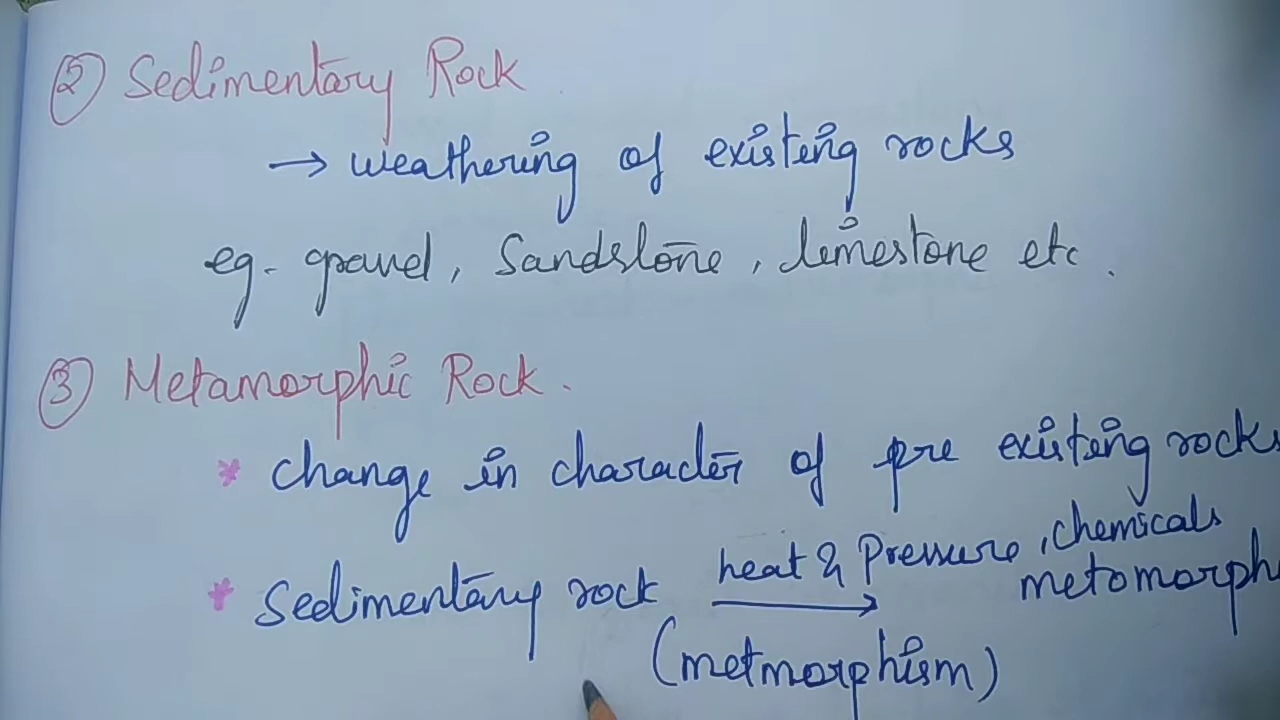 ② Sedimentary Rock
→ weathering of existing rocks
eg - gravel, Sandstone, limestone etc.
③ Metamorphic Rock.
* change in character of pre existing rocks
* Sedimentary rock heat & Pressure, chemicals → metomorph
(metmorphism)